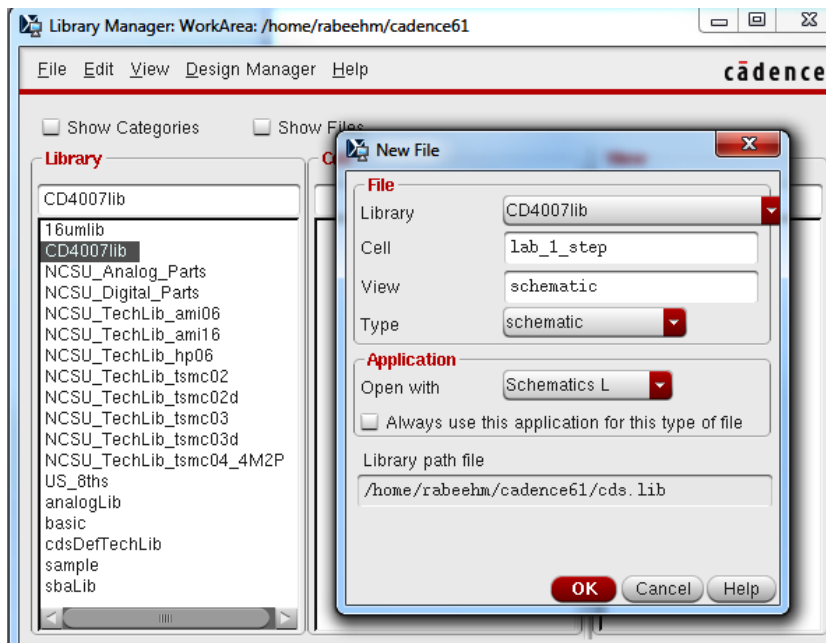 Library Manager: WorkArea: /home/rabeehm/cadence61
File Edit View Design Manager Help
cādence
Show Categories
Show Files
Library
CD4007lib
16umlib
CD4007lib
NCSU_Analog_Parts
NCSU_Digital_Parts
NCSU_TechLib_ami06
NCSU_TechLib_ami16
NCSU_TechLib_hp06
NCSU_TechLib_tsmc02
NCSU_TechLib_tsmc02d
NCSU_TechLib_tsmc03
NCSU_TechLib_tsmc03d
NCSU_TechLib_tsmc04_4M2P
US_8ths
analogLib
basic
cdsDefTechLib
sample
sbaLib
New File
File
Library CD4007lib
Cell lab_1_step
View schematic
Type schematic
Application
Open with Schematics L
Always use this application for this type of file
Library path file
/home/rabeehm/cadence61/cds.lib
OK Cancel Help